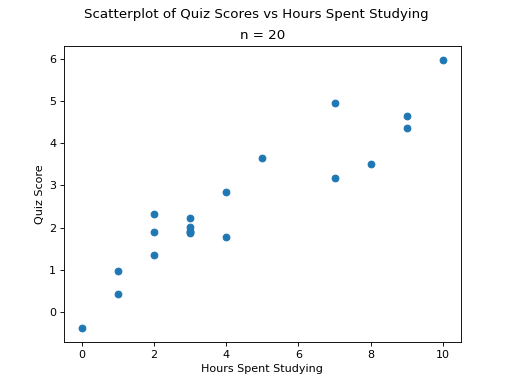 Scatterplot of Quiz Scores vs Hours Spent Studying
n = 20
6
5
4
3
2
1
0
Quiz Score
0 2 4 6 8 10
Hours Spent Studying